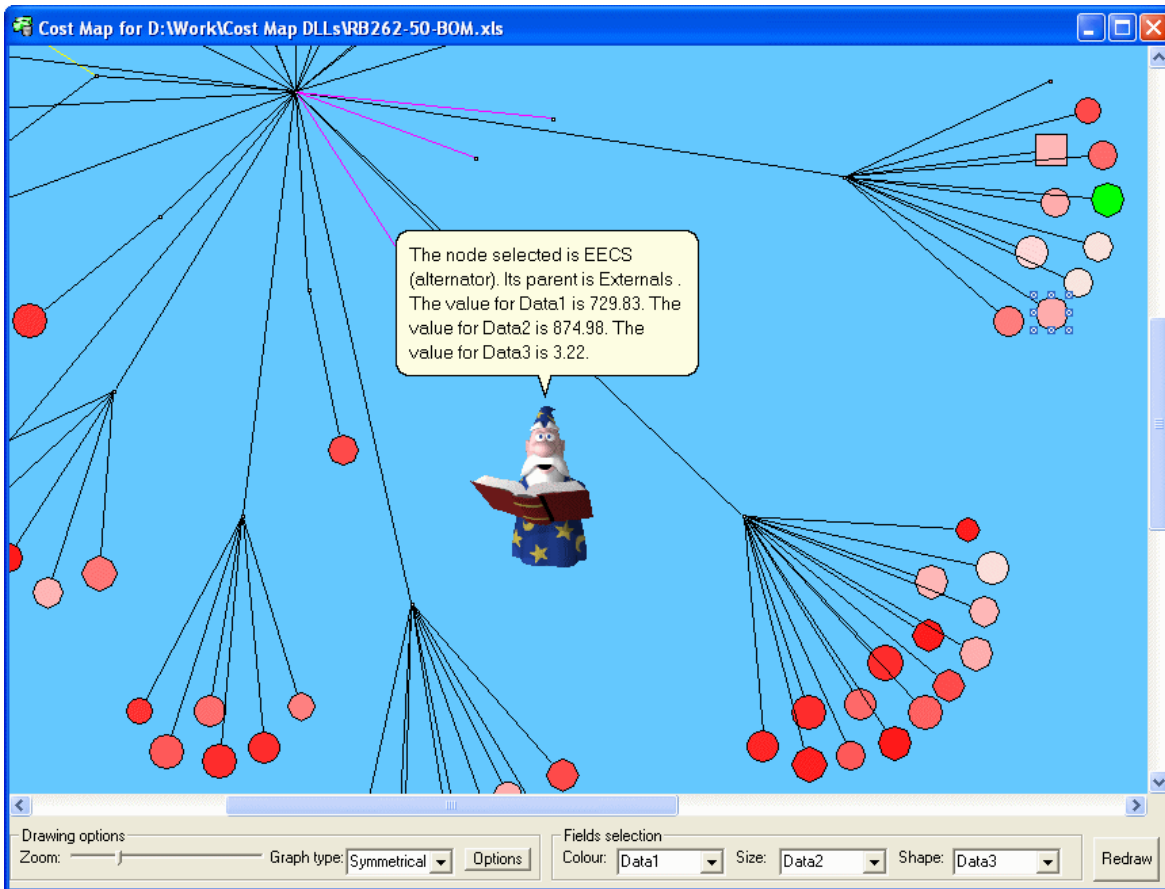 Cost Map for D:\Work\Cost Map DLLs\RB262-50-BOM.xls
The node selected is EECS
(alternator). Its parent is Externals .
The value for Data1 is 729.83. The
value for Data2 is 874.98. The
value for Data3 is 3.22.
Drawing options
Zoom:
Graph type: Symmetrical
Options
Fields selection
Colour: Data1
Size: Data2
Shape: Data3
Redraw